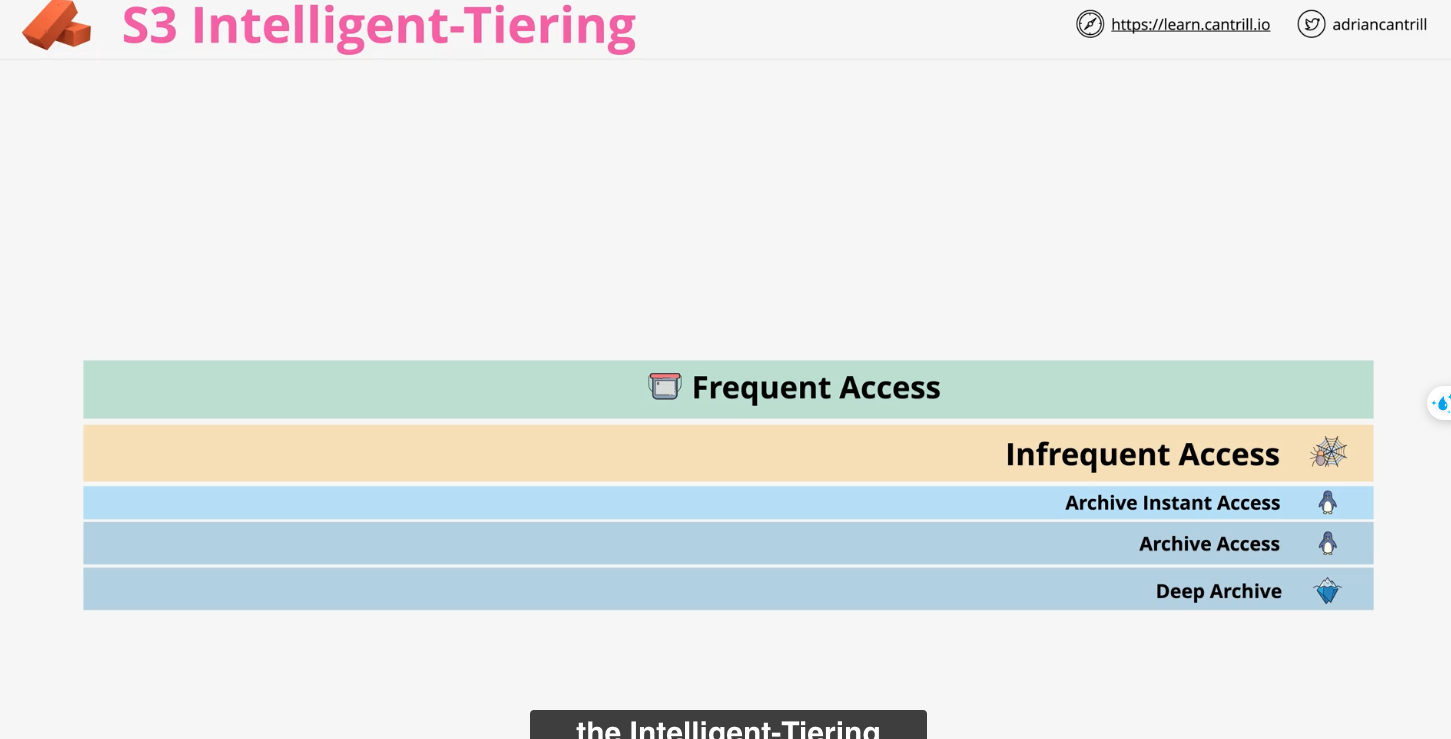 S3 Intelligent-Tiering
https://learn.cantrill.io
adriancantrill
Frequent Access
Infrequent Access
Archive Instant Access
Archive Access
Deep Archive
the Intelligent-Tiering